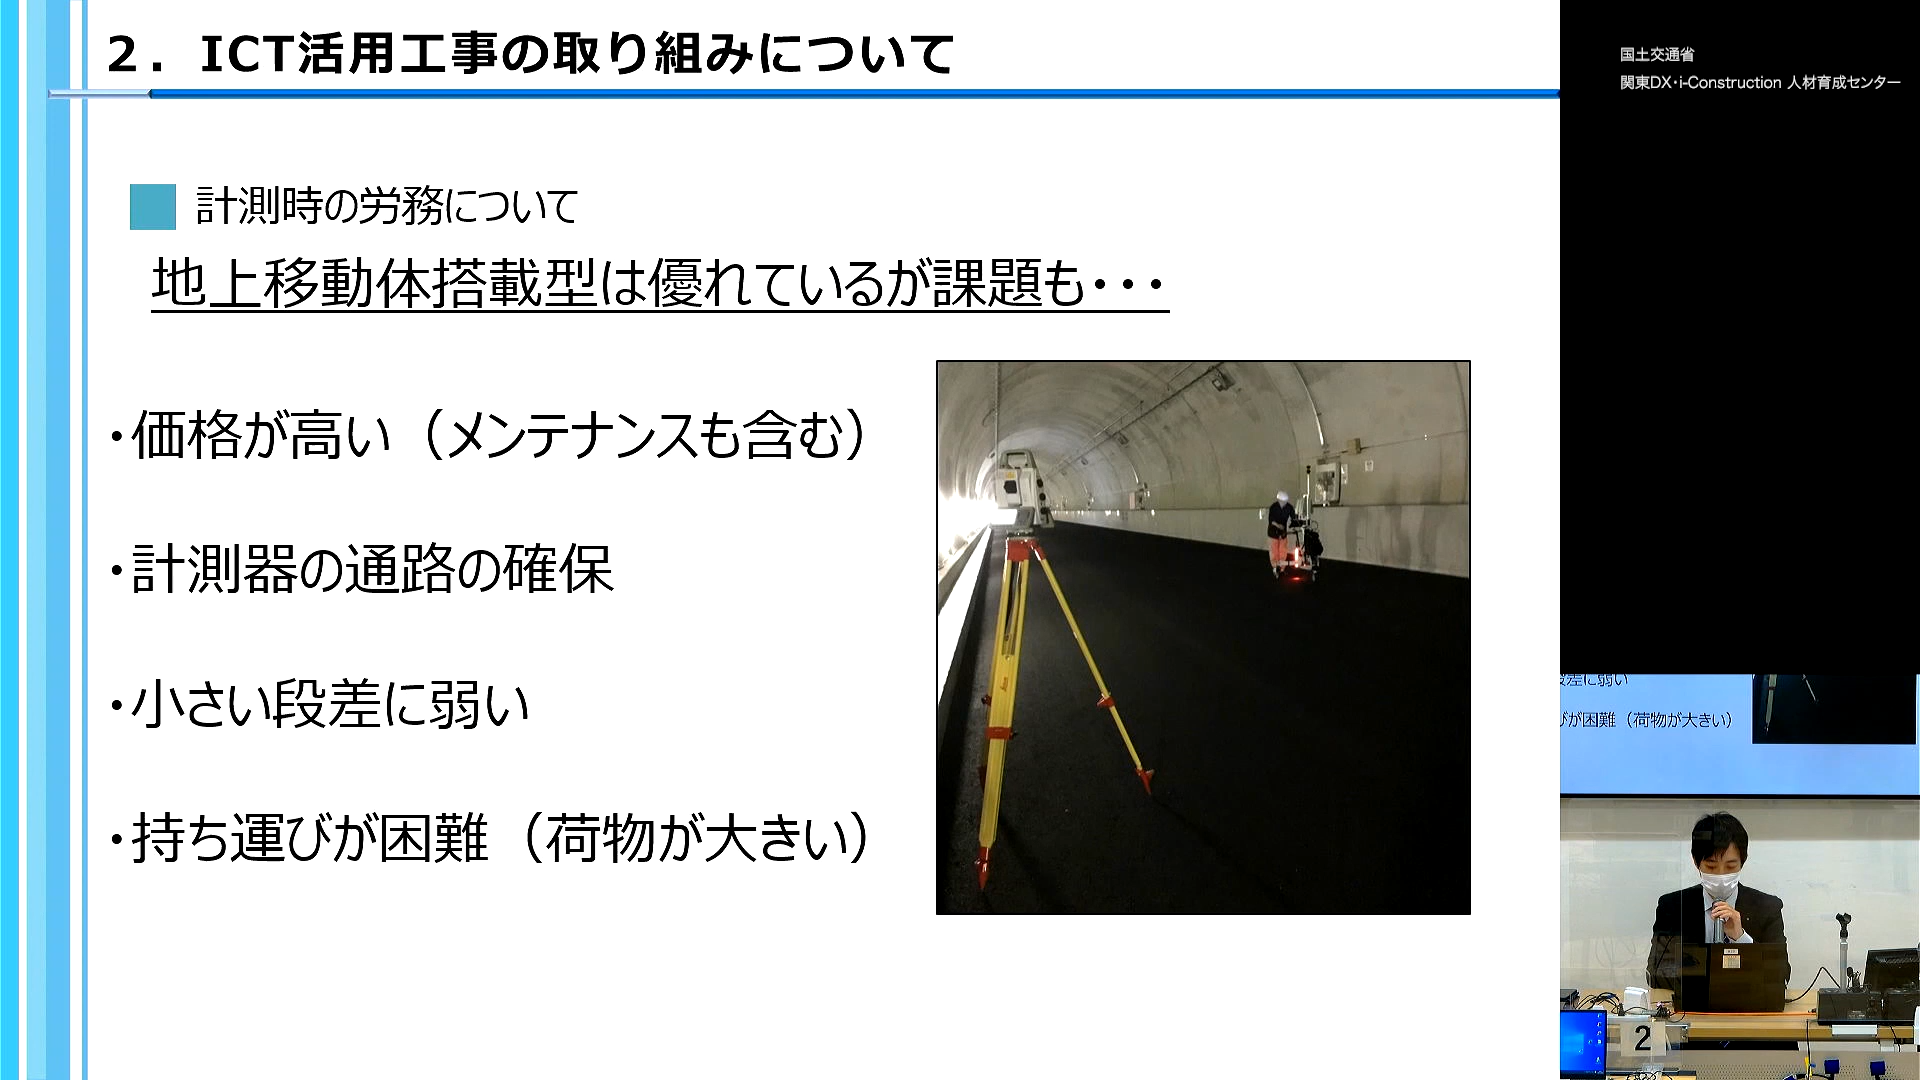 2．ICT活用工事の取り組みについて
計測時の労務について
地上移動体搭載型は優れているが課題も・・・
・価格が高い（メンテナンスも含む）
・計測器の通路の確保
・小さい段差に弱い
・持ち運びが困難（荷物が大きい）
国土交通省
関東DX・i-Construction 人材育成センター
段差に弱い
びが困難（荷物が大きい）
2